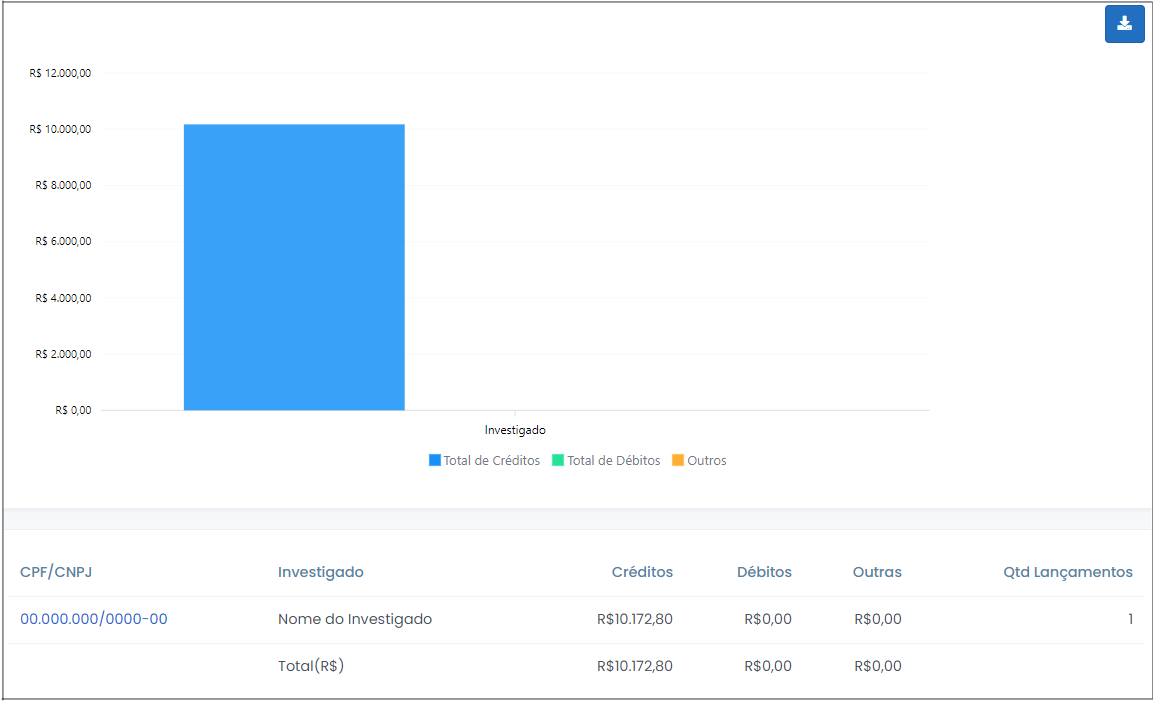 R$ 12.000,00
R$ 10.000,00
R$ 8.000,00
R$ 6.000,00
R$ 4.000,00
R$ 2.000,00
R$ 0,00
Investigado
Total de Créditos Total de Débitos Outros
CPF/CNPJ Investigado Créditos Débitos Outras Qtd Lançamentos
00.000.000/0000-00 Nome do Investigado R$10.172,80 R$0,00 R$0,00 1
Total(R$) R$10.172,80 R$0,00 R$0,00